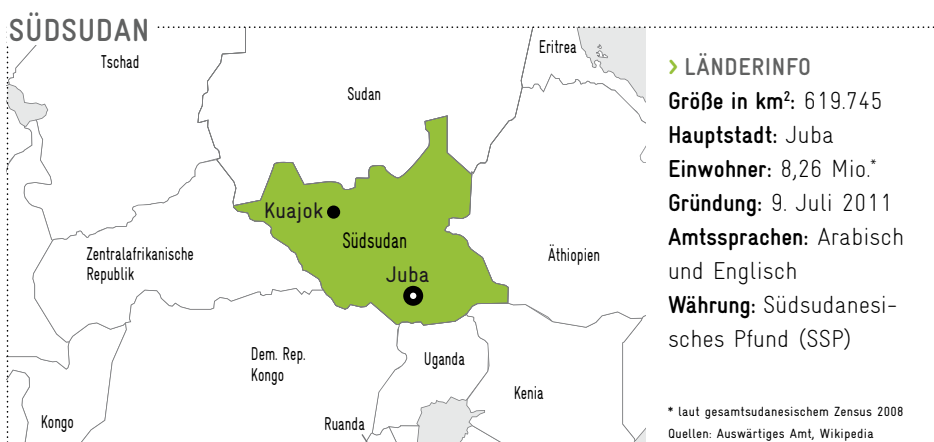 SÜDSUDAN
Tschad
Eritrea
Sudan
Kuajok
Südsudan
Zentralafrikanische
Republik
Äthiopien
Juba
Dem. Rep.
Kongo
Uganda
Kenia
Kongo
Ruanda
> LÄNDERINFO
Größe in km²: 619.745
Hauptstadt: Juba
Einwohner: 8,26 Mio.*
Gründung: 9. Juli 2011
Amtssprachen: Arabisch
und Englisch
Währung: Südsudanesi-
sches Pfund (SSP)
* laut gesamtsudanesischem Zensus 2008
Quellen: Auswärtiges Amt, Wikipedia